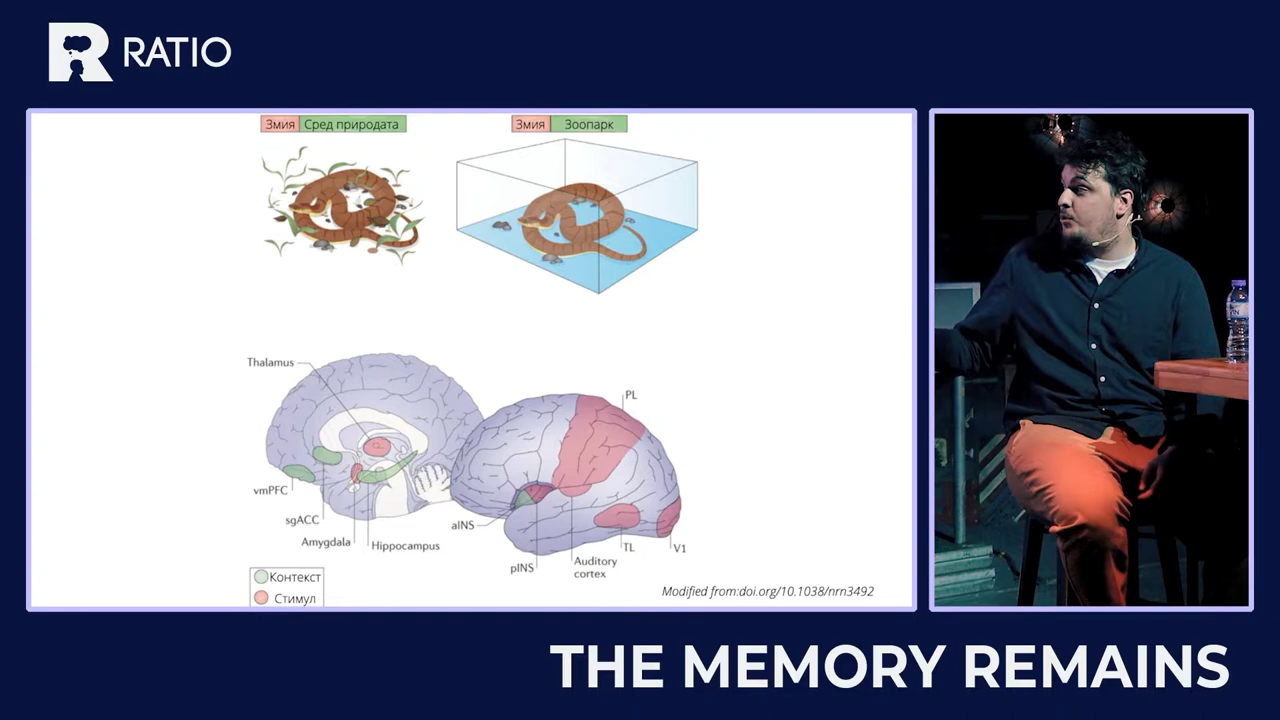 RATIO
Змия Сред природата
Змия Зоопарк
Thalamus
PL
vmPFC
sgACC
Amygdala
Hippocampus
aINS
pINS
Auditory
cortex
TL
V1
Контекст
Стимул
Modified from:doi.org/10.1038/nrn3492
THE MEMORY REMAINS